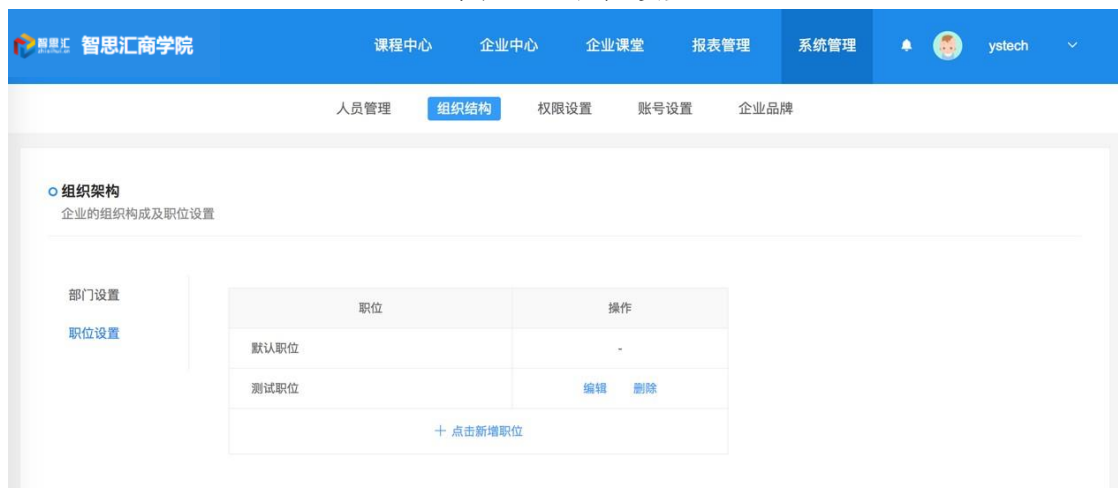 智思汇 智思汇商学院 课程中心 企业中心 企业课堂 报表管理 系统管理 ystech
人员管理 组织结构 权限设置 账号设置 企业品牌
组织架构
企业的组织构成及职位设置
部门设置
职位设置
职位 操作
默认职位 -
测试职位 编辑 删除
+ 点击新增职位